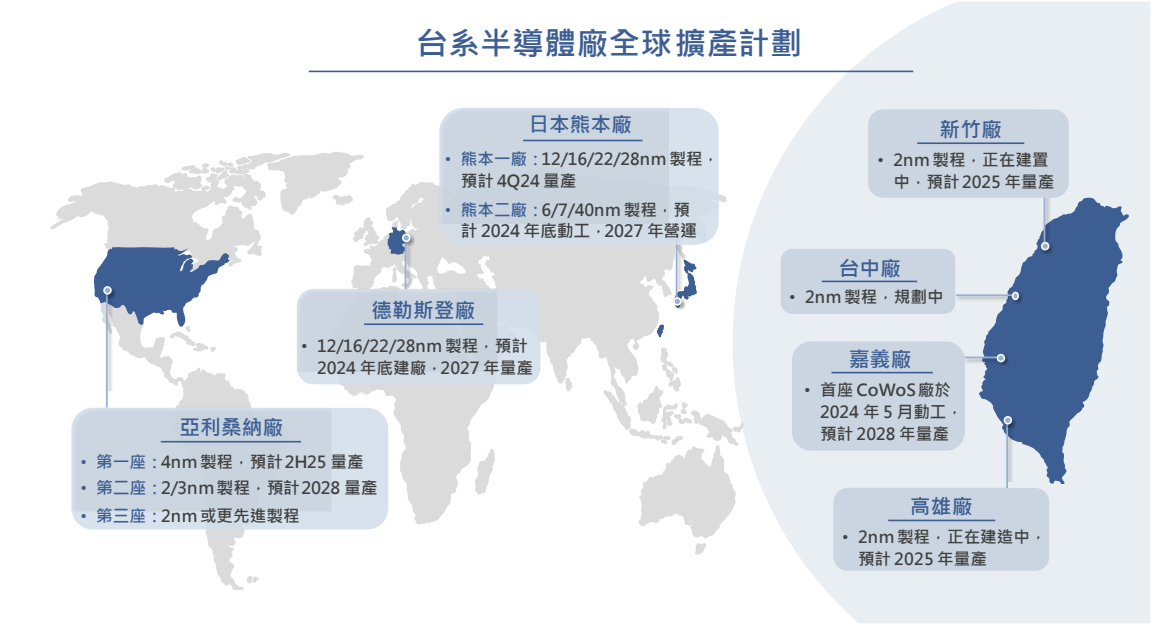 台系半導體廠全球擴產計劃
日本熊本廠
• 熊本一廠：12/16/22/28nm 製程，
預計 4Q24 量產
• 熊本二廠：6/7/40nm 製程，預
計 2024 年底動工，2027 年營運
德勒斯登廠
• 12/16/22/28nm 製程，預計
2024 年底建廠，2027 年量產
亞利桑納廠
• 第一座：4nm 製程，預計 2H25 量產
• 第二座：2/3nm 製程，預計 2028 量產
• 第三座：2nm 或更先進製程
新竹廠
• 2nm 製程，正在建置
中，預計 2025 年量產
台中廠
• 2nm 製程，規劃中
嘉義廠
• 首座 CoWoS 廠於
2024 年 5 月動工，
預計 2028 年量產
高雄廠
• 2nm 製程，正在建造中，
預計 2025 年量產